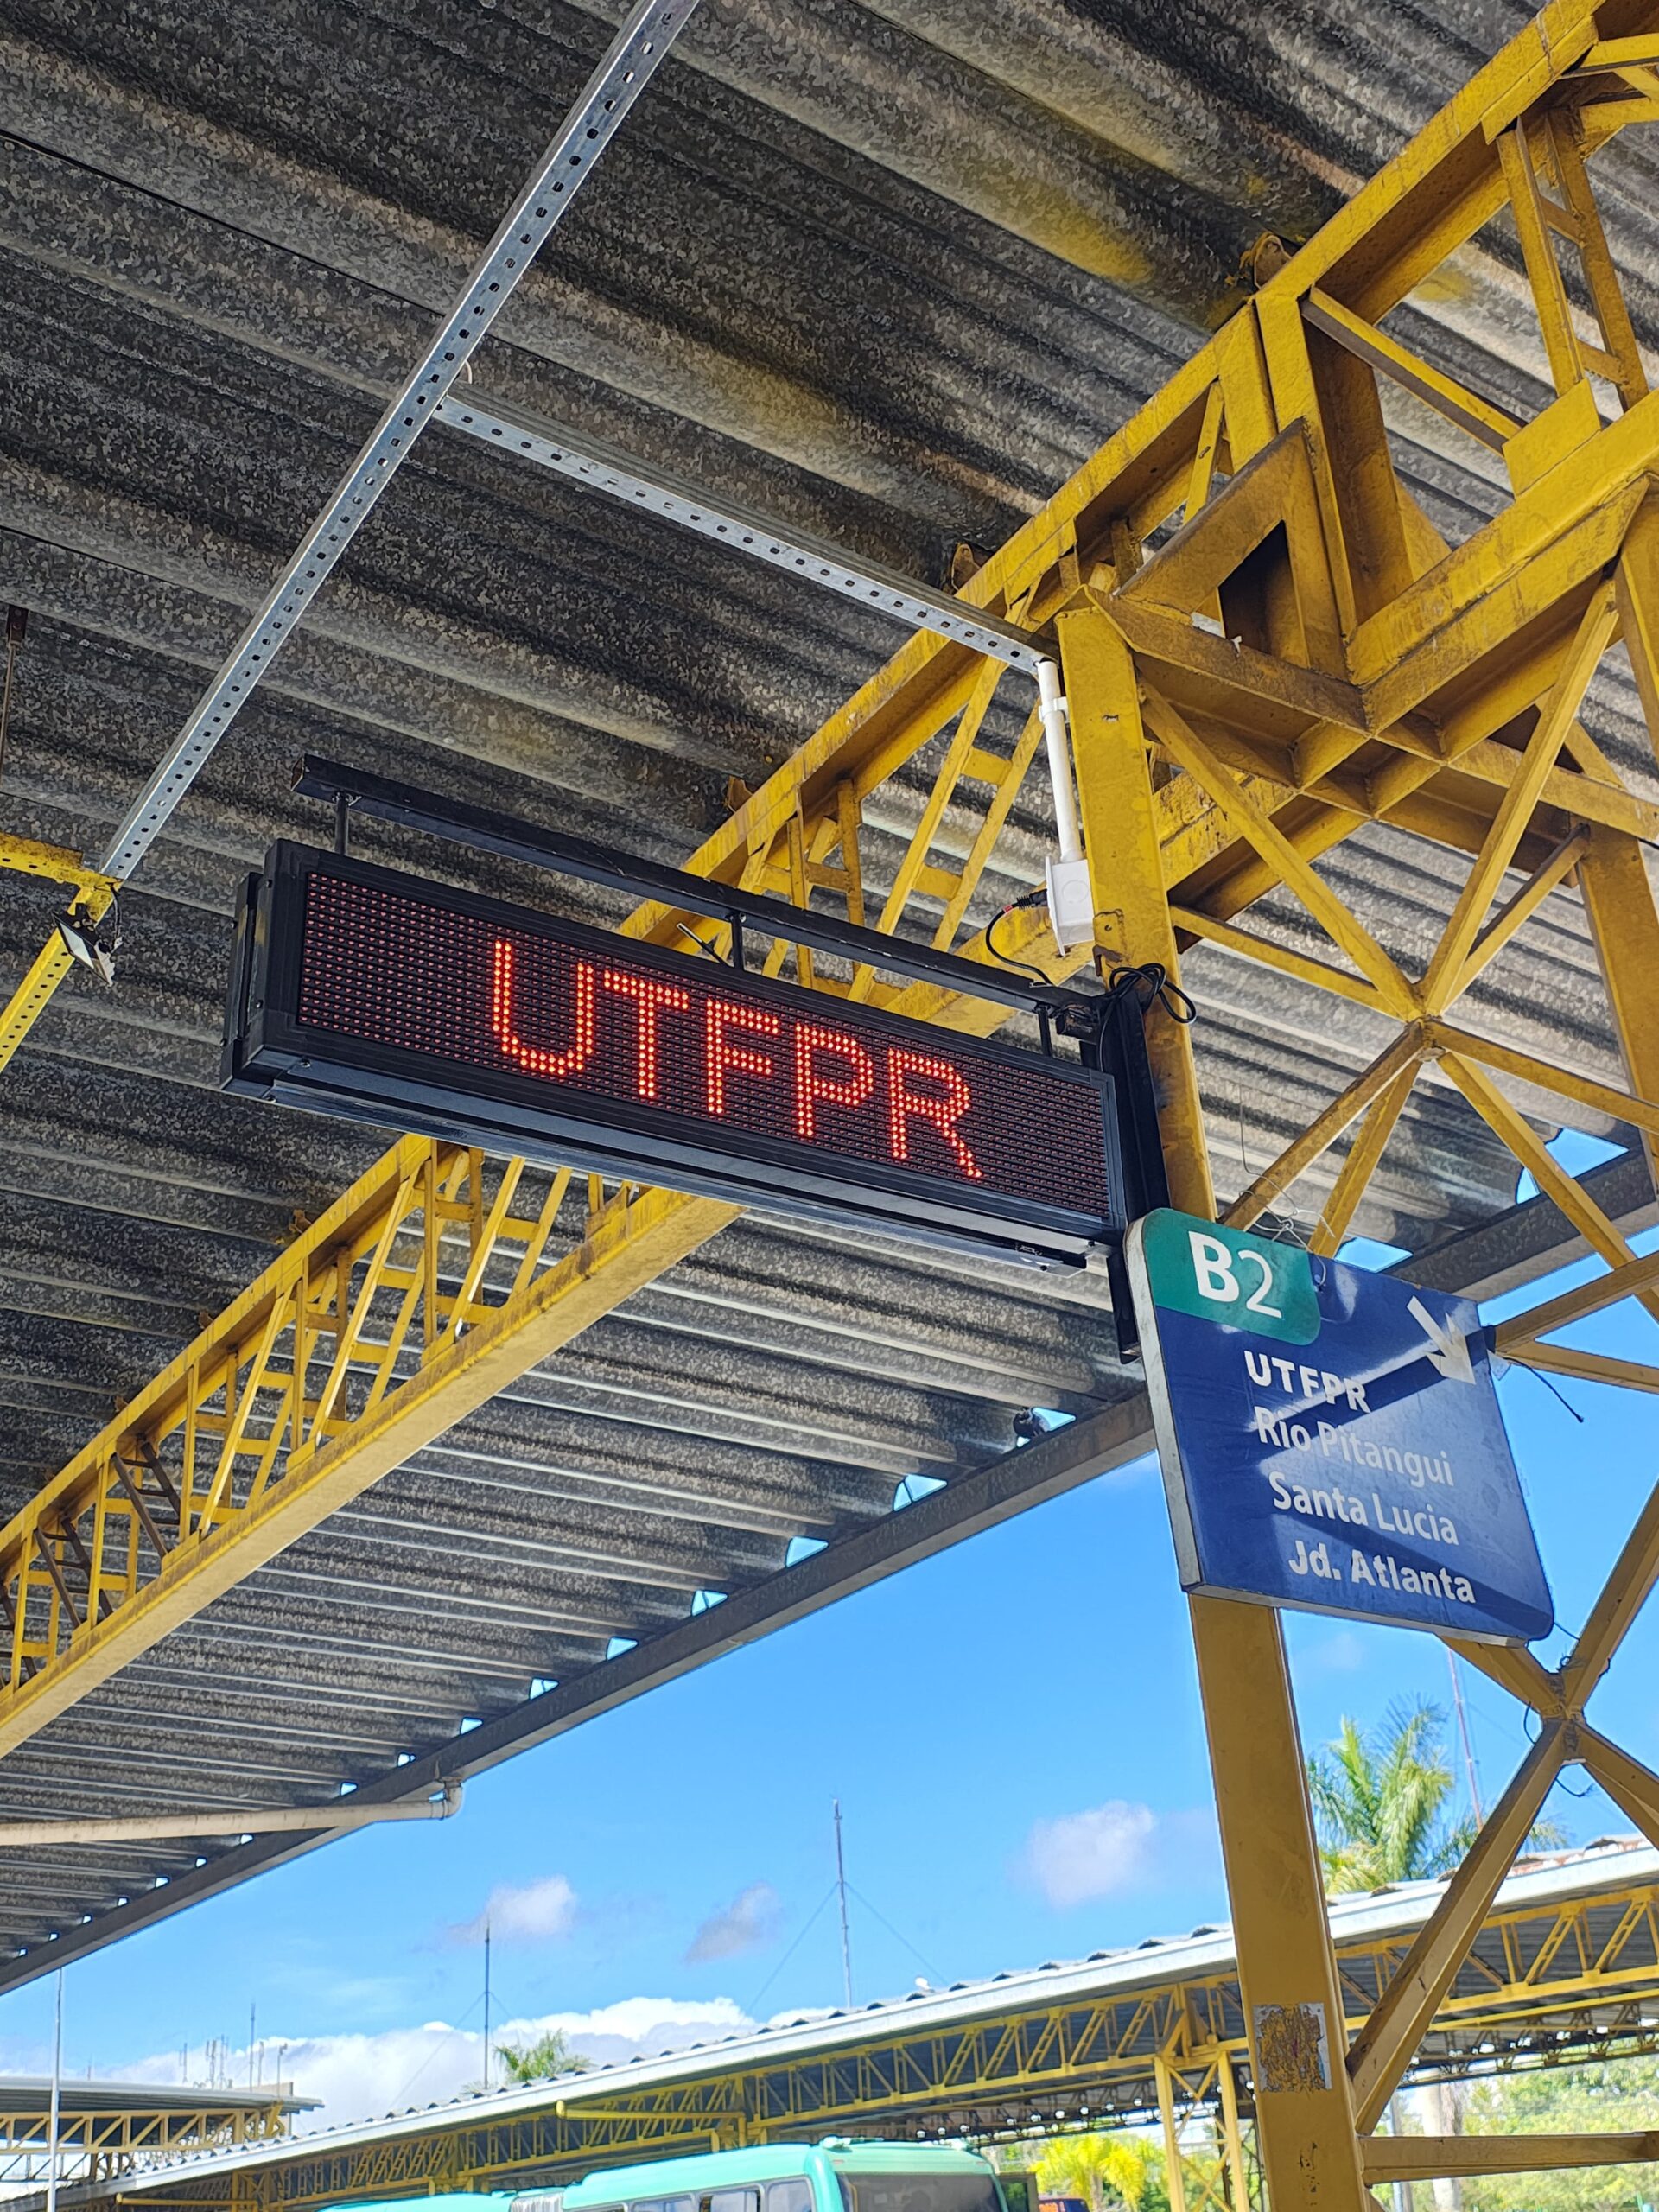 UTFPR
B2
UTFPR
Rio Pitangui
Santa Lucia
Jd. Atlanta